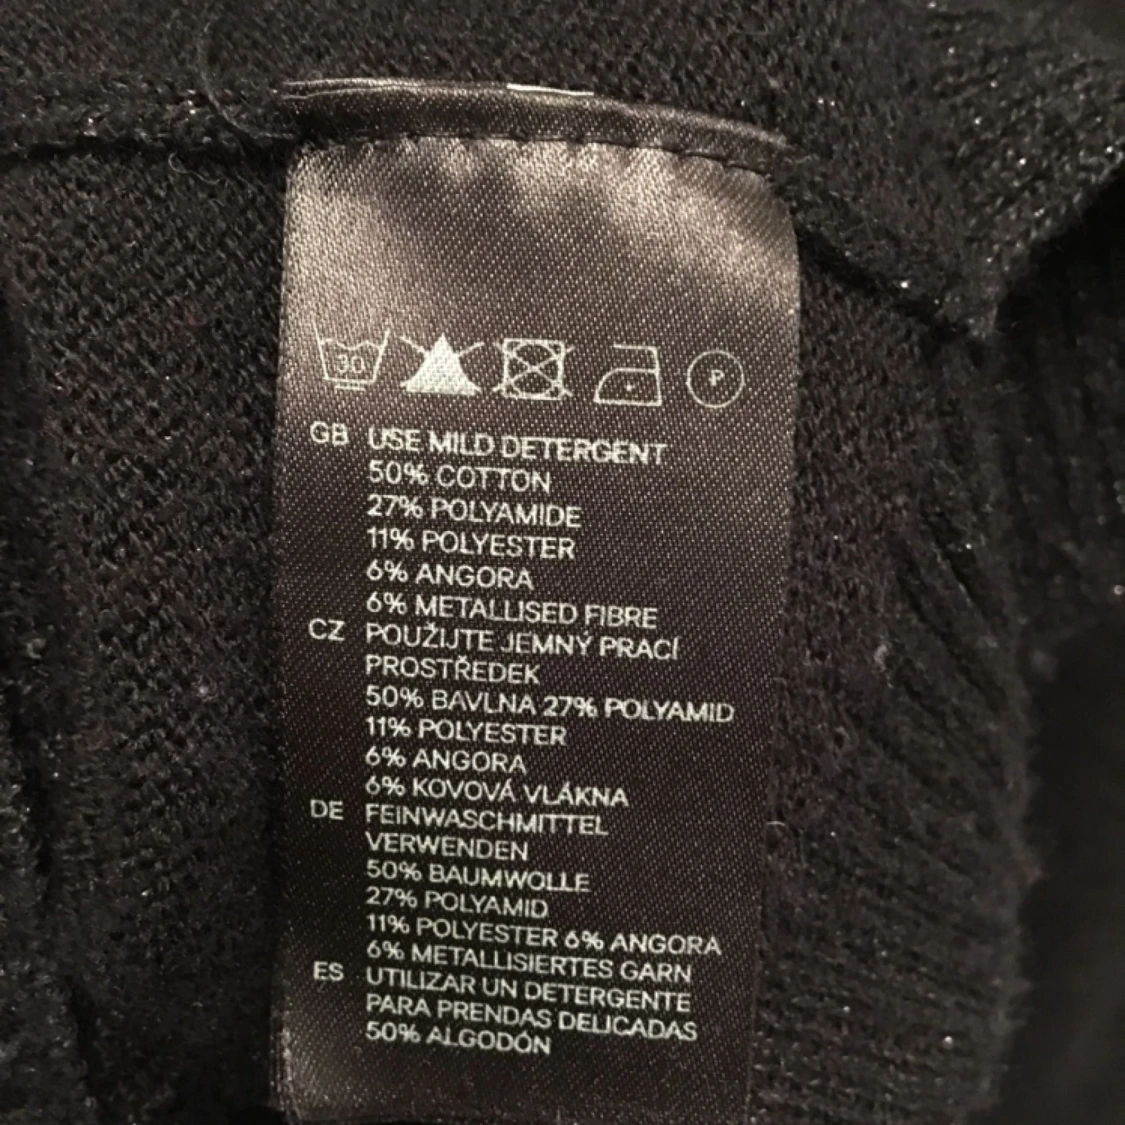 30
P
GB USE MILD DETERGENT
50% COTTON
27% POLYAMIDE
11% POLYESTER
6% ANGORA
6% METALLISED FIBRE
CZ POUŽIJTE JEMNÝ PRACÍ
PROSTŘEDEK
50% BAVLNA 27% POLYAMID
11% POLYESTER
6% ANGORA
6% KOVOVÁ VLÁKNA
DE FEINWASCHMITTEL
VERWENDEN
50% BAUMWOLLE
27% POLYAMID
11% POLYESTER 6% ANGORA
6% METALLISIERTES GARN
ES UTILIZAR UN DETERGENTE
PARA PRENDAS DELICADAS
50% ALGODÓN